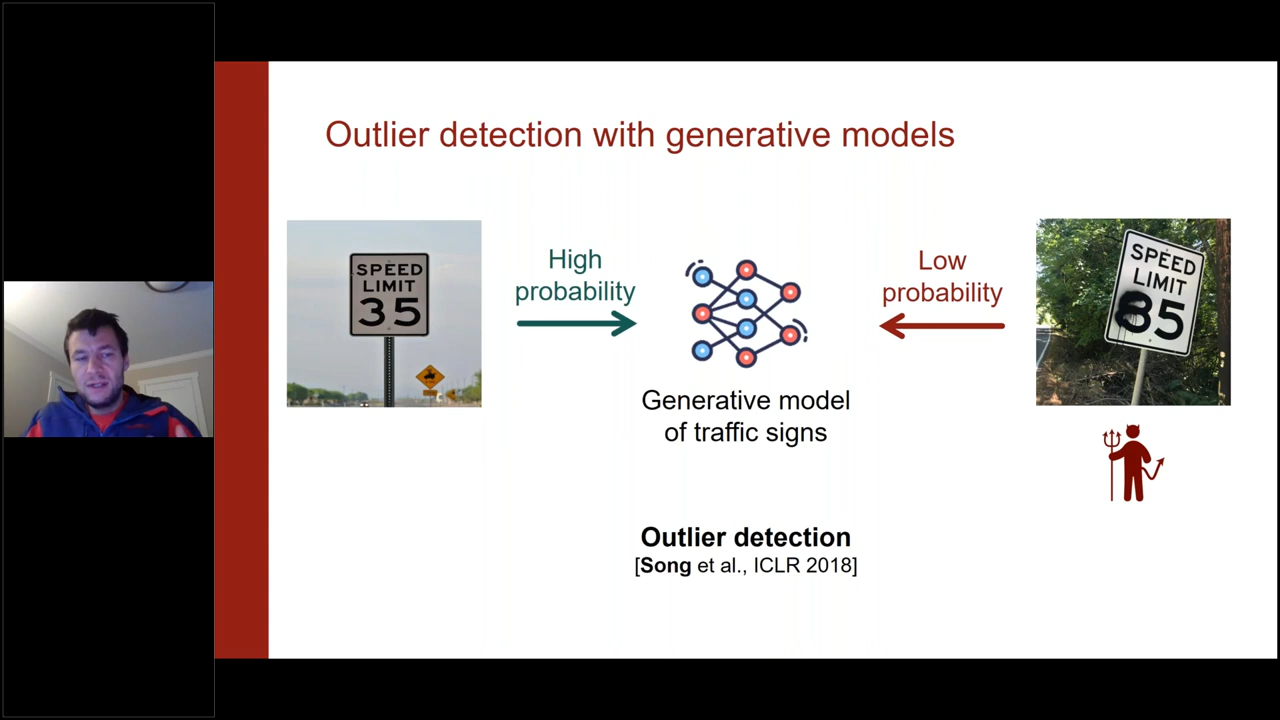 Outlier detection with generative models
SPEED
LIMIT
35
High
probability
Low
probability
SPEED
LIMIT
85
Generative model
of traffic signs
Outlier detection
[Song et al., ICLR 2018]